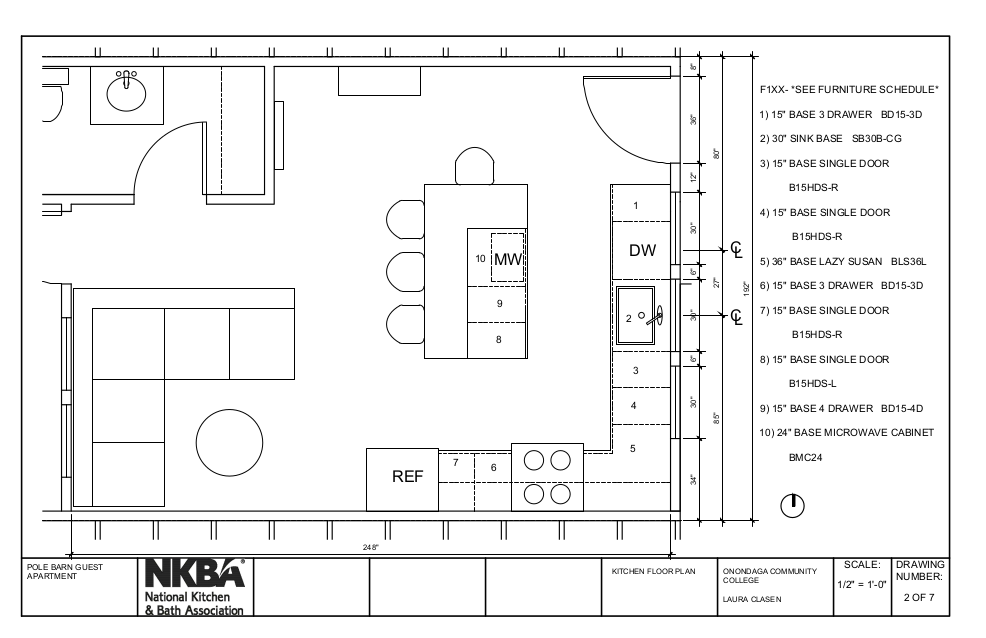 F1XX- *SEE FURNITURE SCHEDULE*
1) 15" BASE 3 DRAWER BD15-3D
2) 30" SINK BASE SB30B-CG
3) 15" BASE SINGLE DOOR
B15HDS-R
4) 15" BASE SINGLE DOOR
B15HDS-R
5) 36" BASE LAZY SUSAN BLS36L
6) 15" BASE 3 DRAWER BD15-3D
7) 15" BASE SINGLE DOOR
B15HDS-R
8) 15" BASE SINGLE DOOR
B15HDS-L
9) 15" BASE 4 DRAWER BD15-4D
10) 24" BASE MICROWAVE CABINET
BMC24
8"
36"
12"
30"
6"
30"
6"
30"
34"
80"
27"
85"
192"
CL
CL
1
DW
2
3
4
5
10 MW
9
8
REF
7
6
248"
POLE BARN GUEST
APARTMENT
NKBA®
National Kitchen
& Bath Association
KITCHEN FLOOR PLAN
ONONDAGA COMMUNITY
COLLEGE
LAURA CLASEN
SCALE:
1/2" = 1'-0"
DRAWING
NUMBER:
2 OF 7